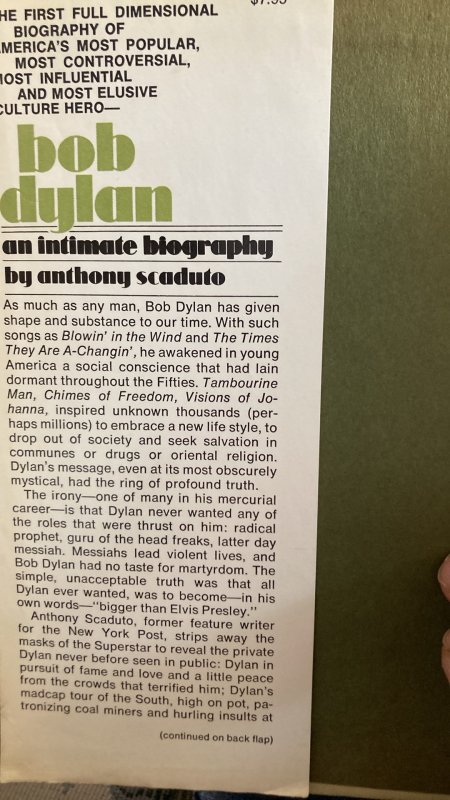 $7.95
HE FIRST FULL DIMENSIONAL
BIOGRAPHY OF
MERICA'S MOST POPULAR,
MOST CONTROVERSIAL,
OST INFLUENTIAL
AND MOST ELUSIVE
CULTURE HERO—
bob
dylan
an intimate biography
by anthony scaduto
As much as any man, Bob Dylan has given
shape and substance to our time. With such
songs as Blowin' in the Wind and The Times
They Are A-Changin', he awakened in young
America a social conscience that had lain
dormant throughout the Fifties. Tambourine
Man, Chimes of Freedom, Visions of Jo-
hanna, inspired unknown thousands (per-
haps millions) to embrace a new life style, to
drop out of society and seek salvation in
communes or drugs or oriental religion.
Dylan's message, even at its most obscurely
mystical, had the ring of profound truth.
The irony—one of many in his mercurial
career—is that Dylan never wanted any of
the roles that were thrust on him: radical
prophet, guru of the head freaks, latter day
messiah. Messiahs lead violent lives, and
Bob Dylan had no taste for martyrdom. The
simple, unacceptable truth was that all
Dylan ever wanted, was to become—in his
own words—"bigger than Elvis Presley."
Anthony Scaduto, former feature writer
for the New York Post, strips away the
masks of the Superstar to reveal the private
Dylan never before seen in public: Dylan in
pursuit of fame and love and a little peace
from the crowds that terrified him; Dylan's
madcap tour of the South, high on pot, pa-
tronizing coal miners and hurling insults at
(continued on back flap)